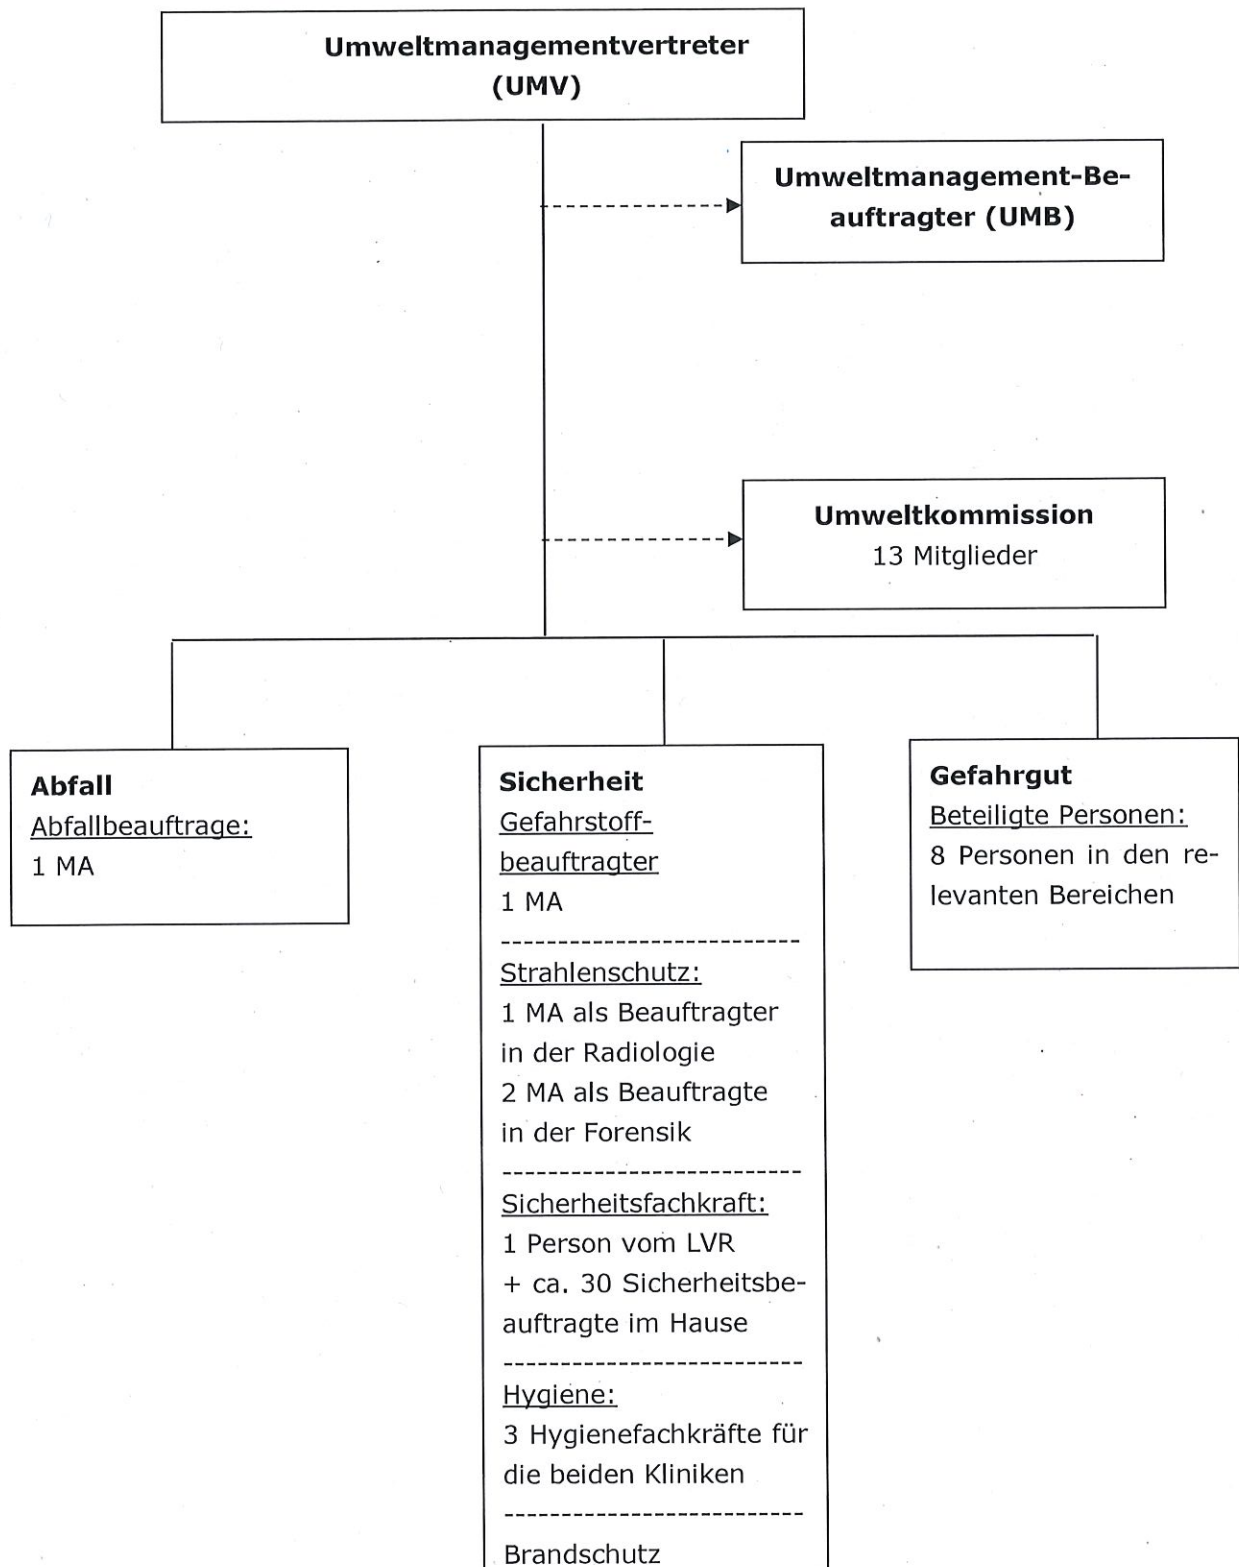 Umweltmanagementvertreter
(UMV)
Umweltmanagement-Be-
auftragter (UMB)
Umweltkommission
13 Mitglieder
Abfall
Abfallbeauftrage:
1 MA
Sicherheit
Gefahrstoff-
beauftragter
1 MA
--------------------------
Strahlenschutz:
1 MA als Beauftragter
in der Radiologie
2 MA als Beauftragte
in der Forensik
--------------------------
Sicherheitsfachkraft:
1 Person vom LVR
+ ca. 30 Sicherheitsbe-
auftragte im Hause
--------------------------
Hygiene:
3 Hygienefachkräfte für
die beiden Kliniken
--------------------------
Brandschutz
Gefahrgut
Beteiligte Personen:
8 Personen in den re-
levanten Bereichen